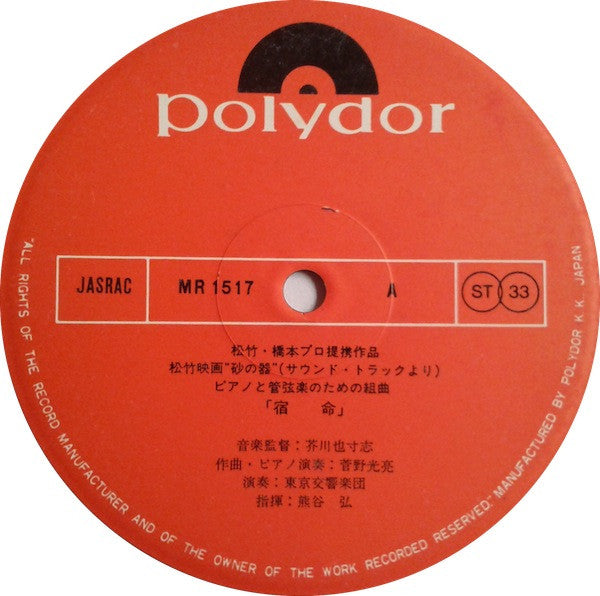 polydor
JASRAC MR 1517 A ST 33
松竹・橋本プロ提携作品
松竹映画"砂の器"(サウンド・トラックより)
ピアノと管弦楽のための組曲
「宿 命」
音楽監督：芥川也寸志
作曲・ピアノ演奏：菅野光亮
演奏：東京交響楽団
指揮：熊谷 弘
"ALL RIGHTS OF THE RECORD MANUFACTURER AND OF THE OWNER OF THE WORK RECORDED RESERVED." MANUFACTURED BY POLYDOR K.K. JAPAN